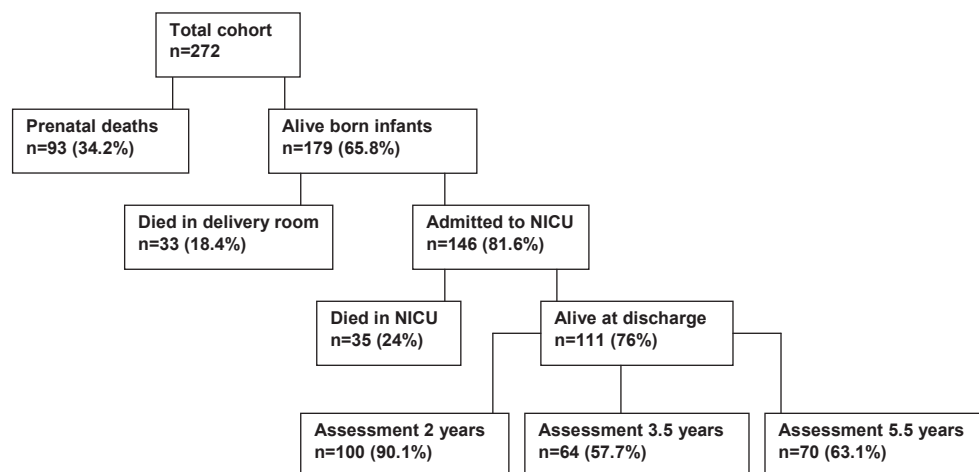 Total cohort
n=272
Prenatal deaths
n=93 (34.2%)
Alive born infants
n=179 (65.8%)
Died in delivery room
n=33 (18.4%)
Admitted to NICU
n=146 (81.6%)
Died in NICU
n=35 (24%)
Alive at discharge
n=111 (76%)
Assessment 2 years
n=100 (90.1%)
Assessment 3.5 years
n=64 (57.7%)
Assessment 5.5 years
n=70 (63.1%)